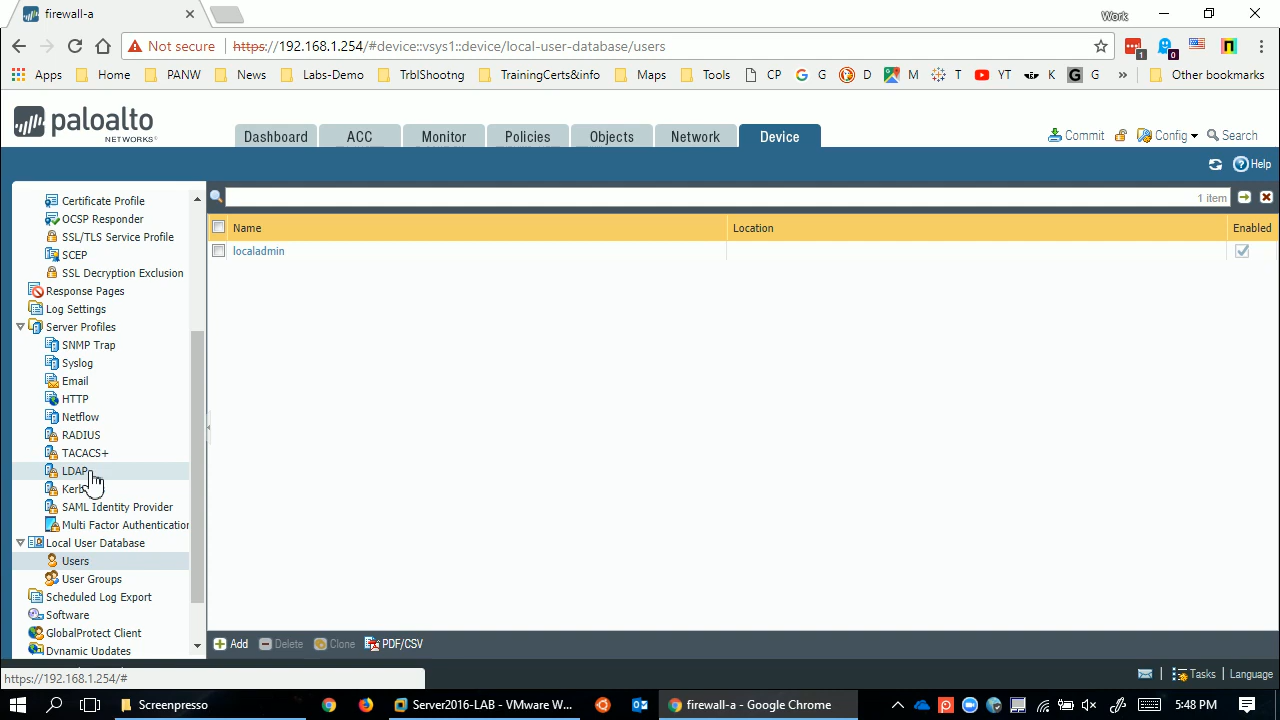 firewall-a
Work
Not secure https://192.168.1.254/#device::vsys1::device/local-user-database/users
1
0
Apps Home PANW News Labs-Demo TrblShootng TrainingCerts&info Maps Tools CP G D M T YT K G » Other bookmarks
paloalto
NETWORKS
Dashboard ACC Monitor Policies Objects Network Device
Commit Config Search
Help
Certificate Profile
OCSP Responder
SSL/TLS Service Profile
SCEP
SSL Decryption Exclusion
Response Pages
Log Settings
Server Profiles
SNMP Trap
Syslog
Email
HTTP
Netflow
RADIUS
TACACS+
LDAP
Kerb
SAML Identity Provider
Multi Factor Authentication
Local User Database
Users
User Groups
Scheduled Log Export
Software
GlobalProtect Client
Dynamic Updates
1 item
Name Location Enabled
localadmin
Add Delete Clone PDF/CSV
https://192.168.1.254/#
Tasks Language
Screenpresso
Server2016-LAB - VMware W...
firewall-a - Google Chrome
5:48 PM